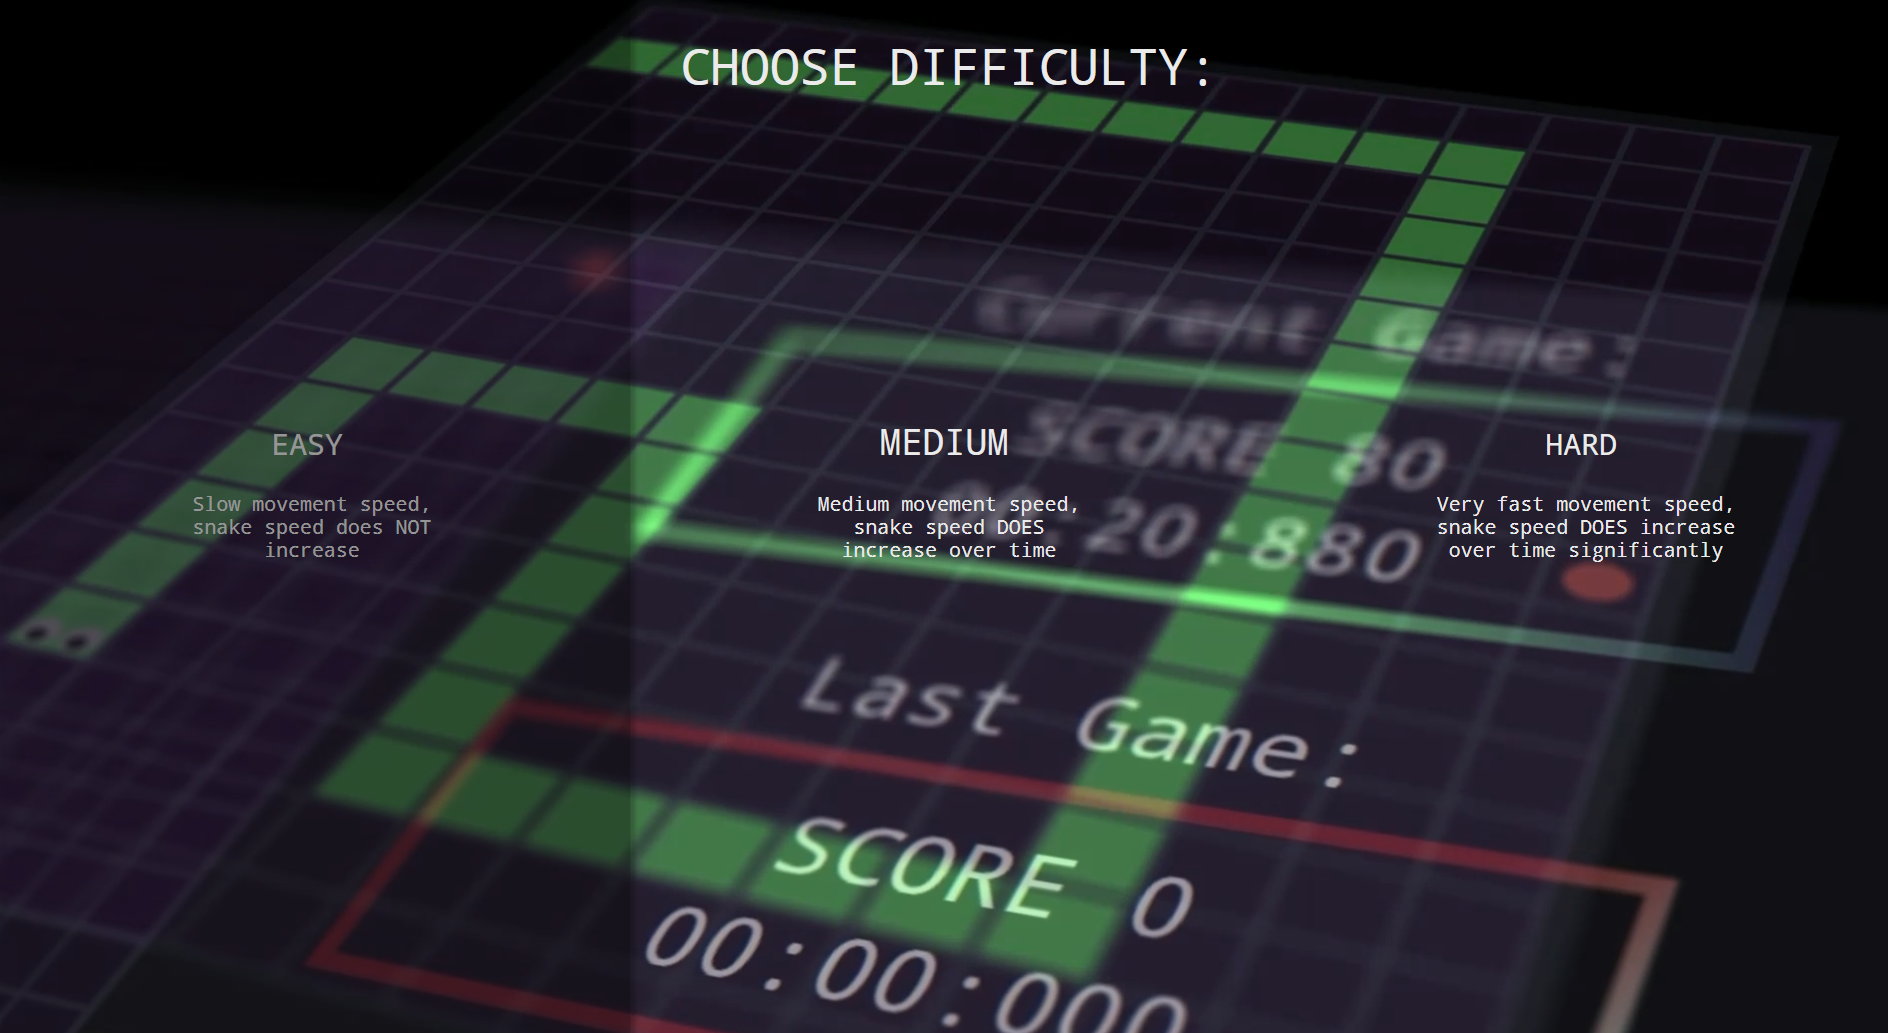 CHOOSE DIFFICULTY:
Current Game:
SCORE 80
:20:880
EASY
Slow movement speed,
snake speed does NOT
increase
MEDIUM
Medium movement speed,
snake speed DOES
increase over time
HARD
Very fast movement speed,
snake speed DOES increase
over time significantly
Last Game:
SCORE 0
00:00:000